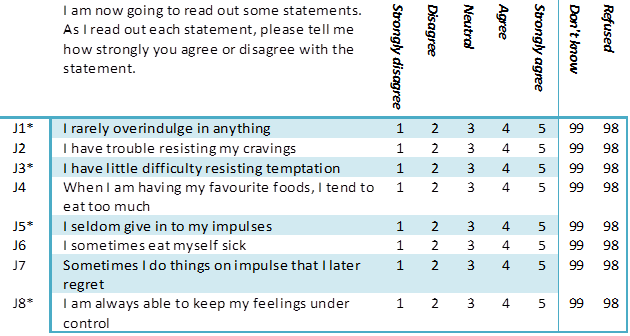 I am now going to read out some statements.
As I read out each statement, please tell me
how strongly you agree or disagree with the
statement.
Strongly disagree
Disagree
Neutral
Agree
Strongly agree
Don't know
Refused
J1* I rarely overindulge in anything 1 2 3 4 5 99 98
J2 I have trouble resisting my cravings 1 2 3 4 5 99 98
J3* I have little difficulty resisting temptation 1 2 3 4 5 99 98
J4 When I am having my favourite foods, I tend to 1 2 3 4 5 99 98
eat too much
J5* I seldom give in to my impulses 1 2 3 4 5 99 98
J6 I sometimes eat myself sick 1 2 3 4 5 99 98
J7 Sometimes I do things on impulse that I later 1 2 3 4 5 99 98
regret
J8* I am always able to keep my feelings under 1 2 3 4 5 99 98
control